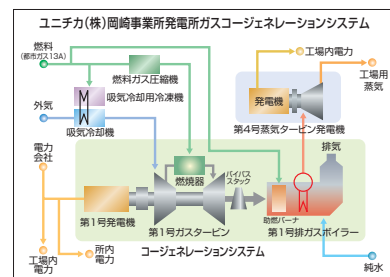 ユニチカ(株)岡崎事業所発電所ガスコージェネレーションシステム
燃料
(都市ガス13A)
燃料ガス圧縮機
吸気冷却用冷凍機
外気
吸気冷却機
工場内電力
発電機
工場用
蒸気
第4号蒸気タービン発電機
電力
会社
燃焼器
バイパス
スタック
排気
第1号発電機
第1号ガスタービン
助燃バーナ
第1号排ガスボイラー
工場内
電力
所内
電力
コージェネレーションシステム
純水